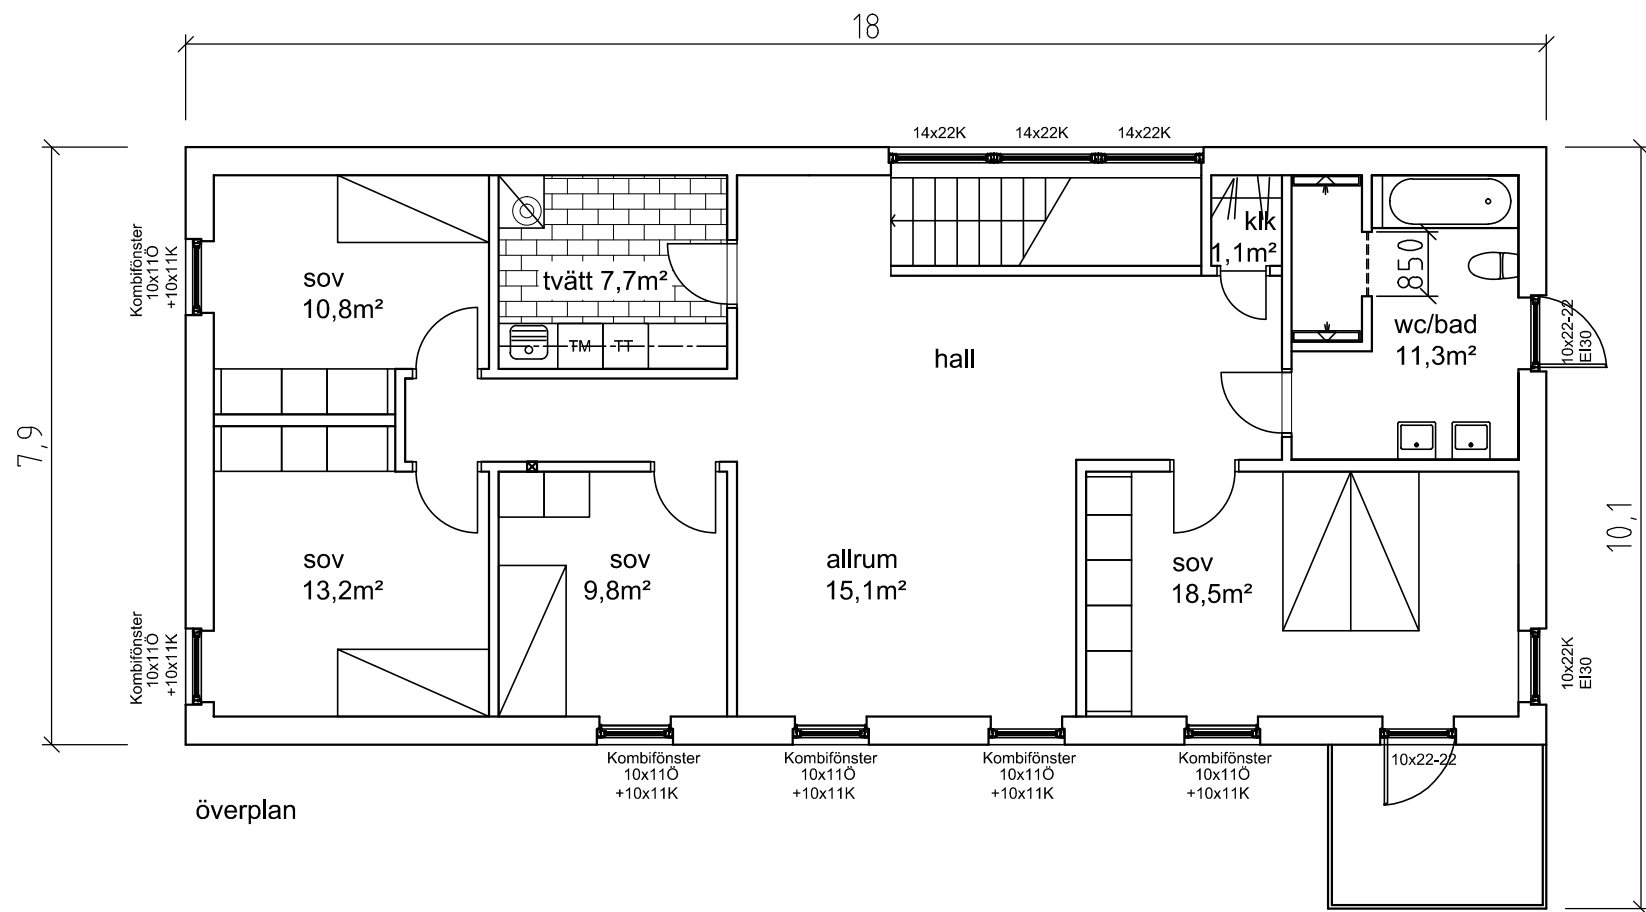 18
14x22K
14x22K
14x22K
7,9
10,1
Kombifönster
10x11Ö
+10x11K
sov
10,8m²
tvätt 7,7m²
TM
TT
klk
1,1m²
850
wc/bad
11,3m²
10x22-22
EI30
hall
sov
13,2m²
sov
9,8m²
allrum
15,1m²
sov
18,5m²
Kombifönster
10x11Ö
+10x11K
10x22K
EI30
Kombifönster
10x11Ö
+10x11K
Kombifönster
10x11Ö
+10x11K
Kombifönster
10x11Ö
+10x11K
Kombifönster
10x11Ö
+10x11K
10x22-22
överplan